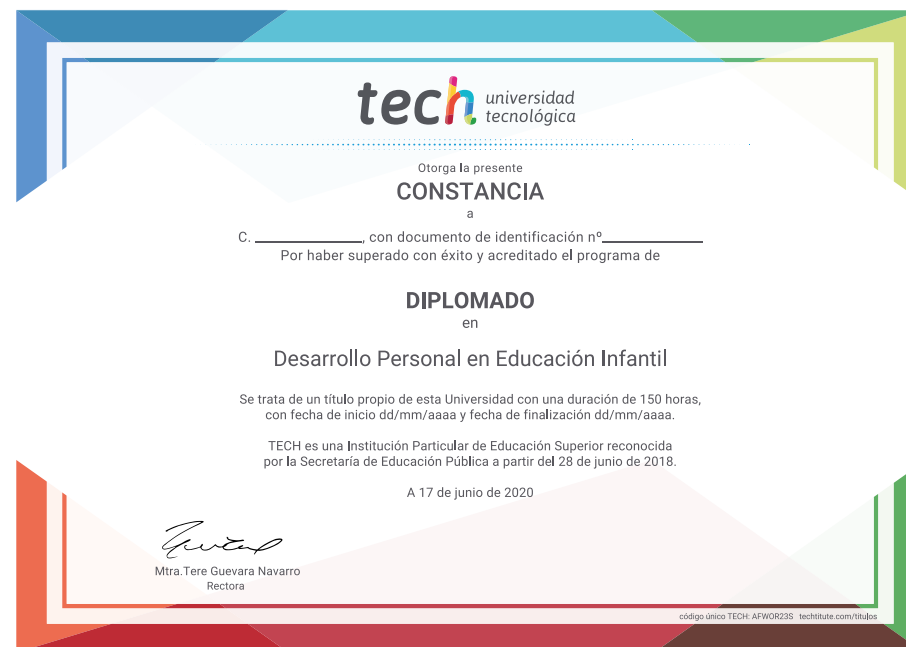 tech universidad
tecnológica
Otorga la presente
CONSTANCIA
a
C. ____________, con documento de identificación nº____________
Por haber superado con éxito y acreditado el programa de
DIPLOMADO
en
Desarrollo Personal en Educación Infantil
Se trata de un título propio de esta Universidad con una duración de 150 horas,
con fecha de inicio dd/mm/aaaa y fecha de finalización dd/mm/aaaa.
TECH es una Institución Particular de Educación Superior reconocida
por la Secretaría de Educación Pública a partir del 28 de junio de 2018.
A 17 de junio de 2020
Mtra.Tere Guevara Navarro
Rectora
código único TECH: AFWOR23S techtitute.com/titulos